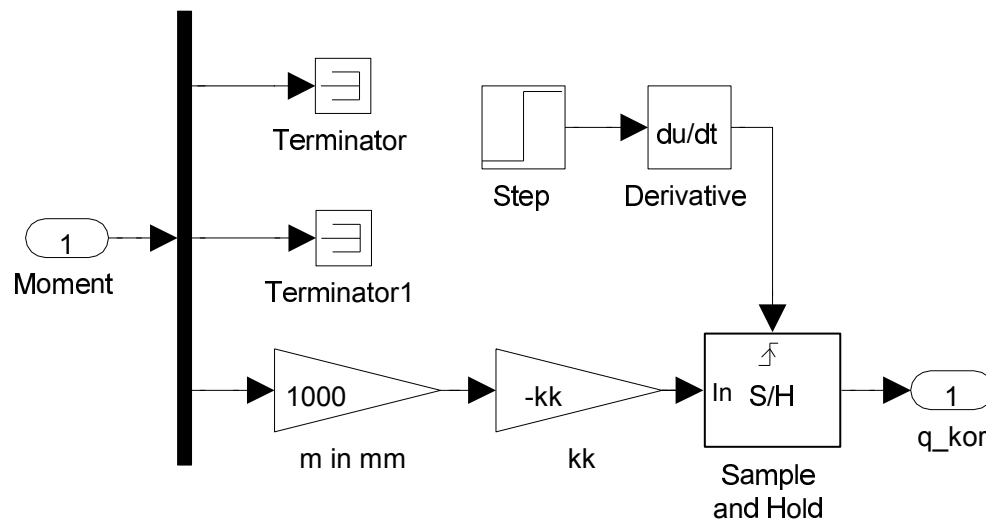 Terminator
Step
du/dt
Derivative
1
Moment
Terminator1
1000
m in mm
-kk
kk
In S/H
Sample
and Hold
1
q_kor